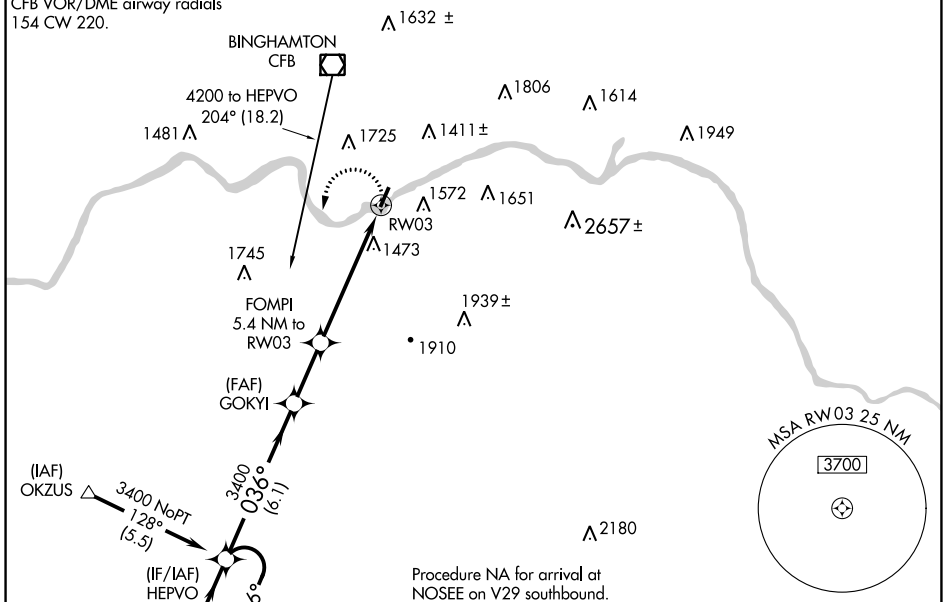 CFB VOR/DME airway radials
154 CW 220.
1632 ±
BINGHAMTON
CFB
4200 to HEPVO
204° (18.2)
1806
1614
1481
1725
1411±
1949
1572
1651
RW03
2657±
1473
1745
1939±
FOMPI
5.4 NM to
RW03
1910
(FAF)
GOKYI
MSA RW03 25 NM
3700
3400
036°
(6.1)
(IAF)
OKZUS
3400 NoPT
128°
(5.5)
2180
(IF/IAF)
HEPVO
6°
Procedure NA for arrival at
NOSEE on V29 southbound.